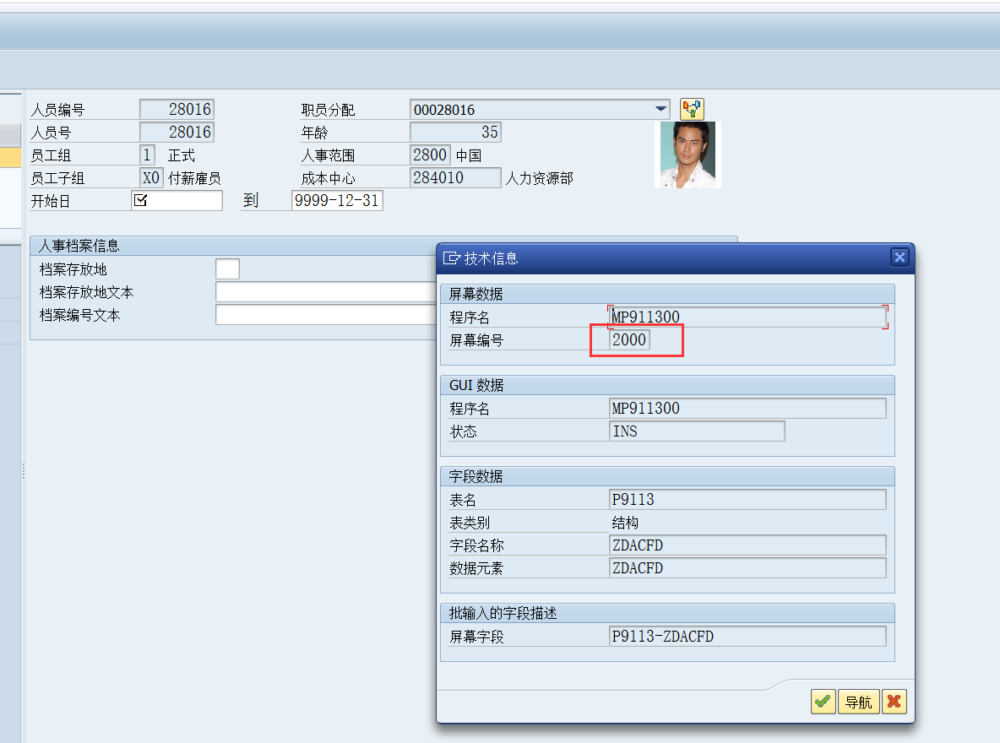 人员编号 28016 职员分配 00028016
人员号 28016 年龄 35
员工组 1 正式 人事范围 2800 中国
员工子组 X0 付薪雇员 成本中心 284010 人力资源部
开始日 到 9999-12-31
人事档案信息
档案存放地
档案存放地文本
档案编号文本
技术信息
屏幕数据
程序名 MP911300
屏幕编号 2000
GUI 数据
程序名 MP911300
状态 INS
字段数据
表名 P9113
表类别 结构
字段名称 ZDACFD
数据元素 ZDACFD
批输入的字段描述
屏幕字段 P9113-ZDACFD
导航